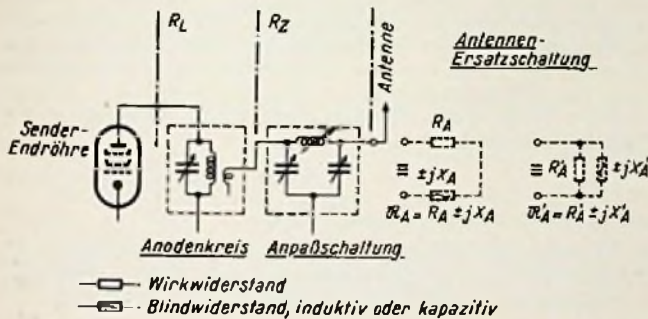 R_L
R_Z
Antenne
Antennen-
Ersatzschaltung
Sender-
Endröhre
R_A
≡ ±jX_A
ℜ_A = R_A ±jX_A
≡ R'_A ±jX'_A
ℜ'_A = R'_A ±jX'_A
Anodenkreis
Anpaßschaltung
Wirkwiderstand
Blindwiderstand, induktiv oder kapazitiv